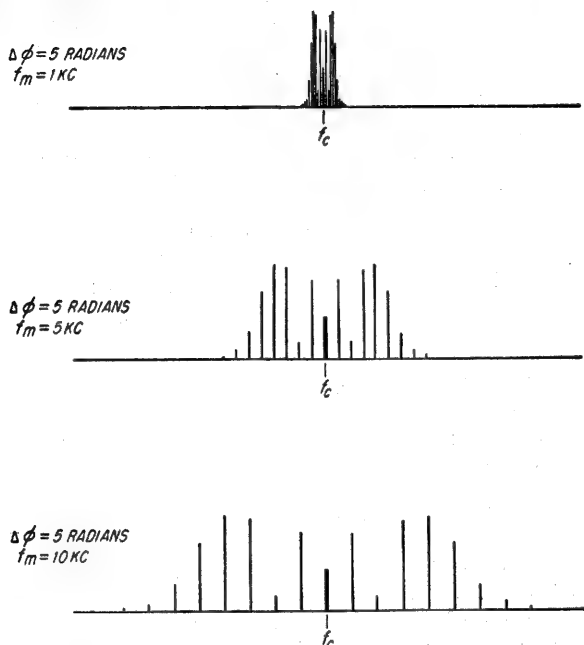 Δφ = 5 RADIANS
fm = 1 KC
fc
Δφ = 5 RADIANS
fm = 5 KC
fc
Δφ = 5 RADIANS
fm = 10 KC
fc